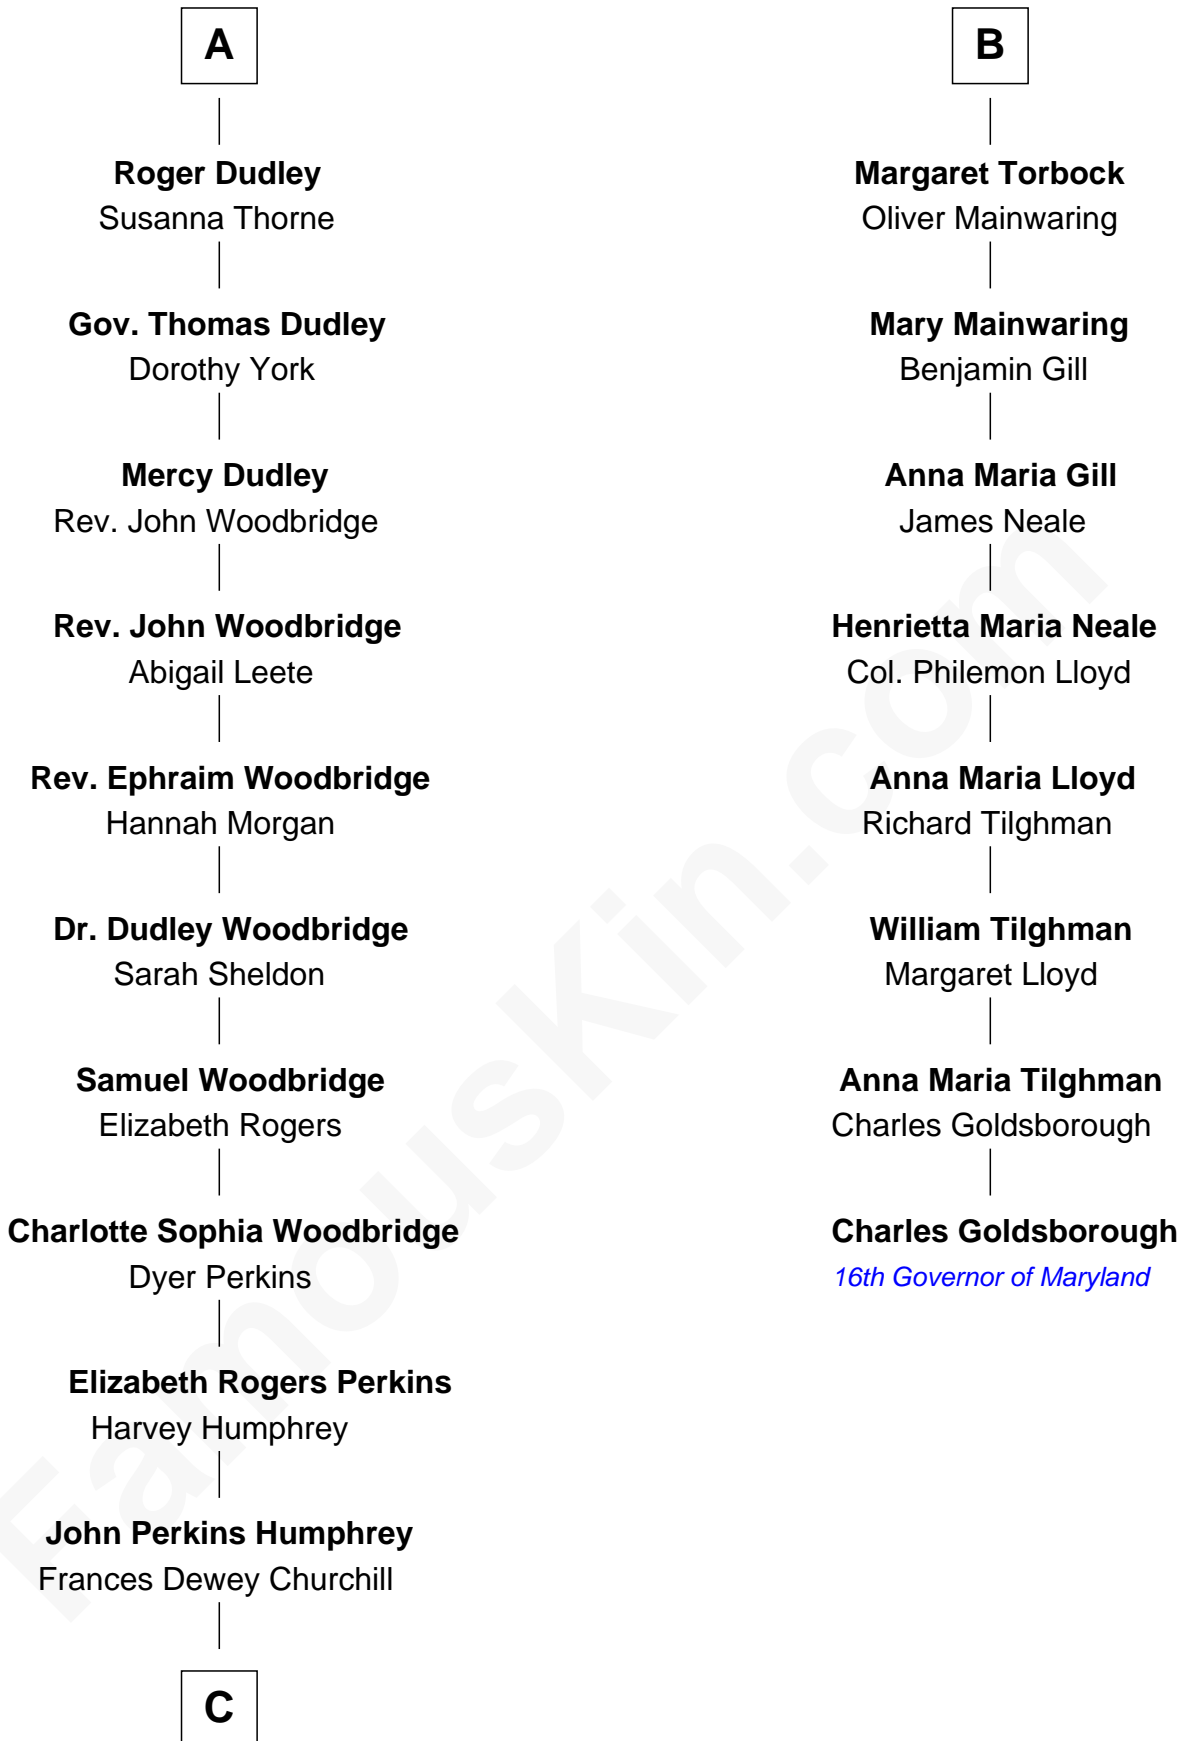 A
Roger Dudley
Susanna Thorne
Gov. Thomas Dudley
Dorothy York
Mercy Dudley
Rev. John Woodbridge
Rev. John Woodbridge
Abigail Leete
Rev. Ephraim Woodbridge
Hannah Morgan
Dr. Dudley Woodbridge
Sarah Sheldon
Samuel Woodbridge
Elizabeth Rogers
Charlotte Sophia Woodbridge
Dyer Perkins
Elizabeth Rogers Perkins
Harvey Humphrey
John Perkins Humphrey
Frances Dewey Churchill
C
B
Margaret Torbock
Oliver Mainwaring
Mary Mainwaring
Benjamin Gill
Anna Maria Gill
James Neale
Henrietta Maria Neale
Col. Philemon Lloyd
Anna Maria Lloyd
Richard Tilghman
William Tilghman
Margaret Lloyd
Anna Maria Tilghman
Charles Goldsborough
Charles Goldsborough
16th Governor of Maryland
FamousKin.com